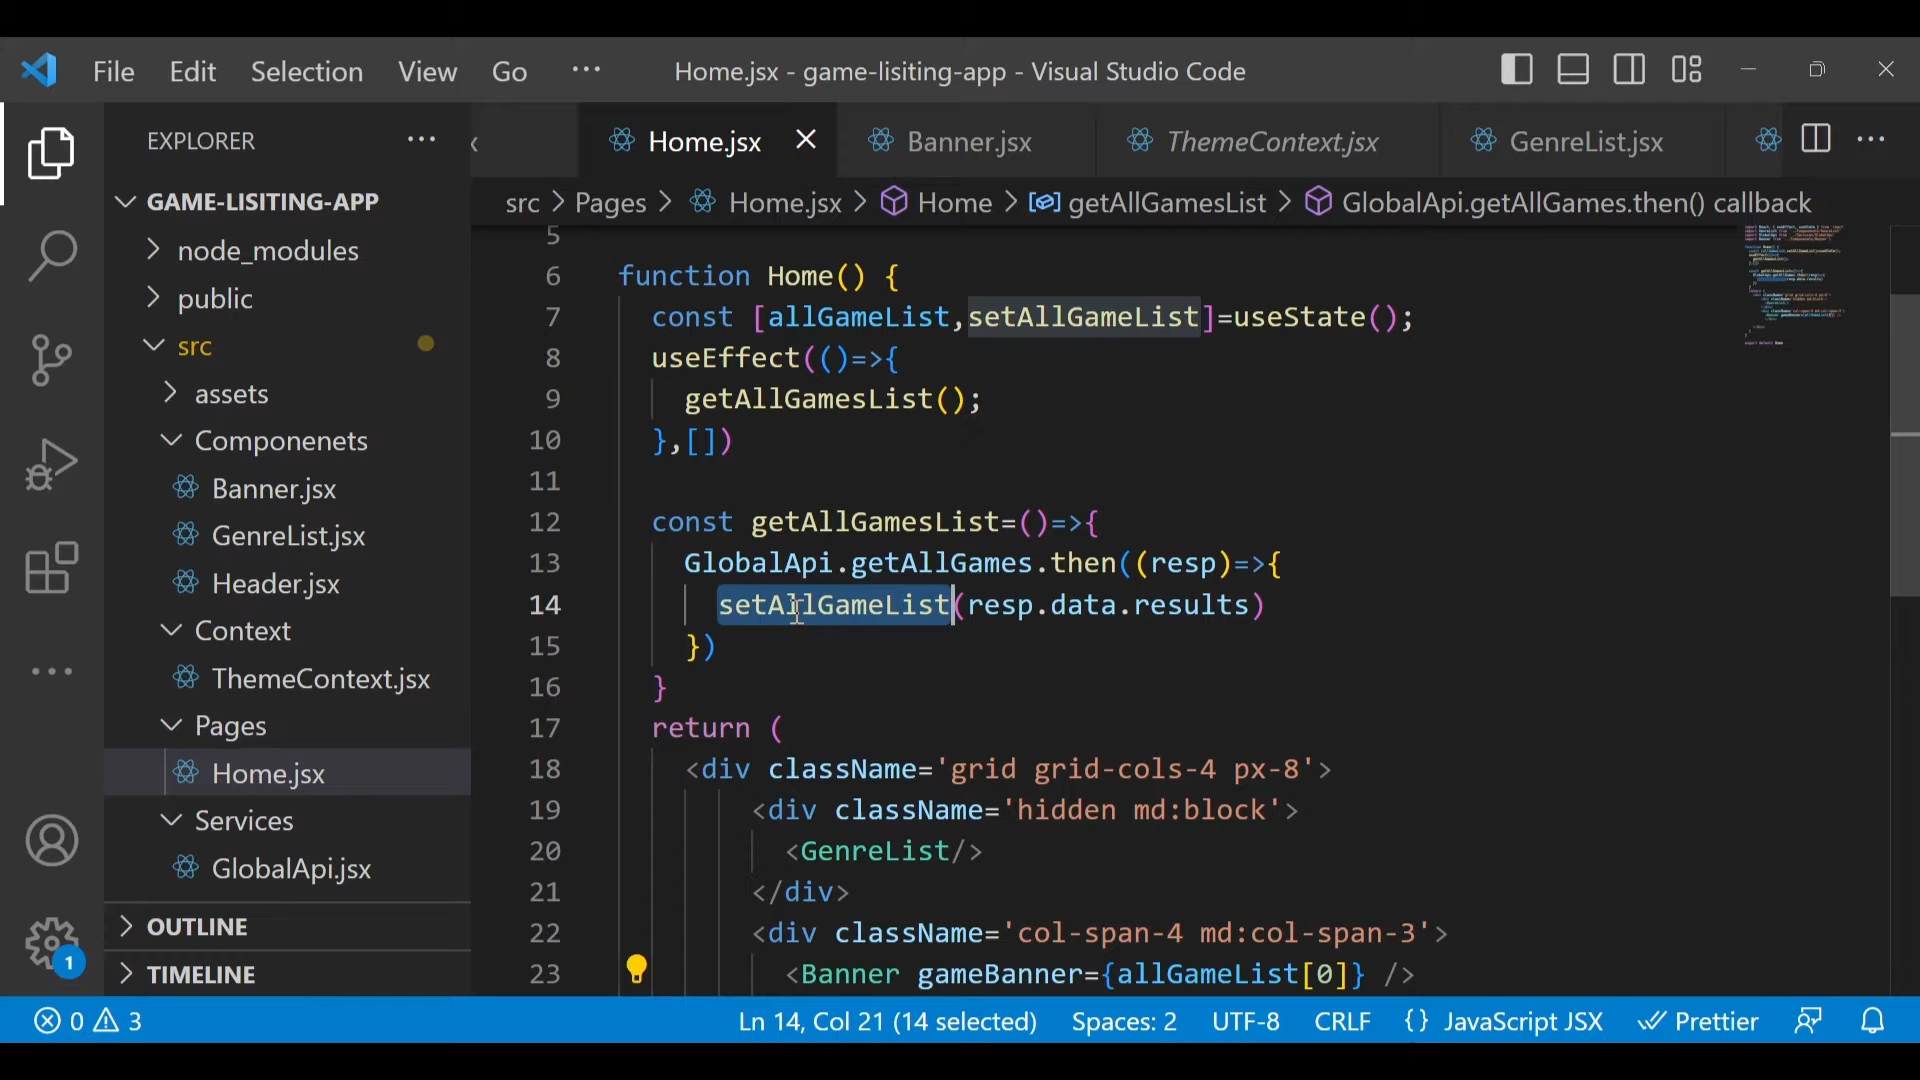 File Edit Selection View Go ··· Home.jsx - game-lisiting-app - Visual Studio Code
EXPLORER ···
Home.jsx Banner.jsx ThemeContext.jsx GenreList.jsx ···
src > Pages > Home.jsx > Home > getAllGamesList > GlobalApi.getAllGames.then() callback
GAME-LISITING-APP
node_modules
public
src
assets
Componenets
Banner.jsx
GenreList.jsx
Header.jsx
Context
ThemeContext.jsx
Pages
Home.jsx
Services
GlobalApi.jsx
OUTLINE
TIMELINE
1
5
6 function Home() {
7 const [allGameList,setAllGameList]=useState();
8 useEffect(()=>{
9 getAllGamesList();
10 },[])
11
12 const getAllGamesList=()=>{
13 GlobalApi.getAllGames.then((resp)=>{
14 setAllGameList(resp.data.results)
15 })
16 }
17 return (
18 <div className='grid grid-cols-4 px-8'>
19 <div className='hidden md:block'>
20 <GenreList/>
21 </div>
22 <div className='col-span-4 md:col-span-3'>
23 <Banner gameBanner={allGameList[0]} />
0 3 Ln 14, Col 21 (14 selected) Spaces: 2 UTF-8 CRLF {} JavaScript JSX Prettier